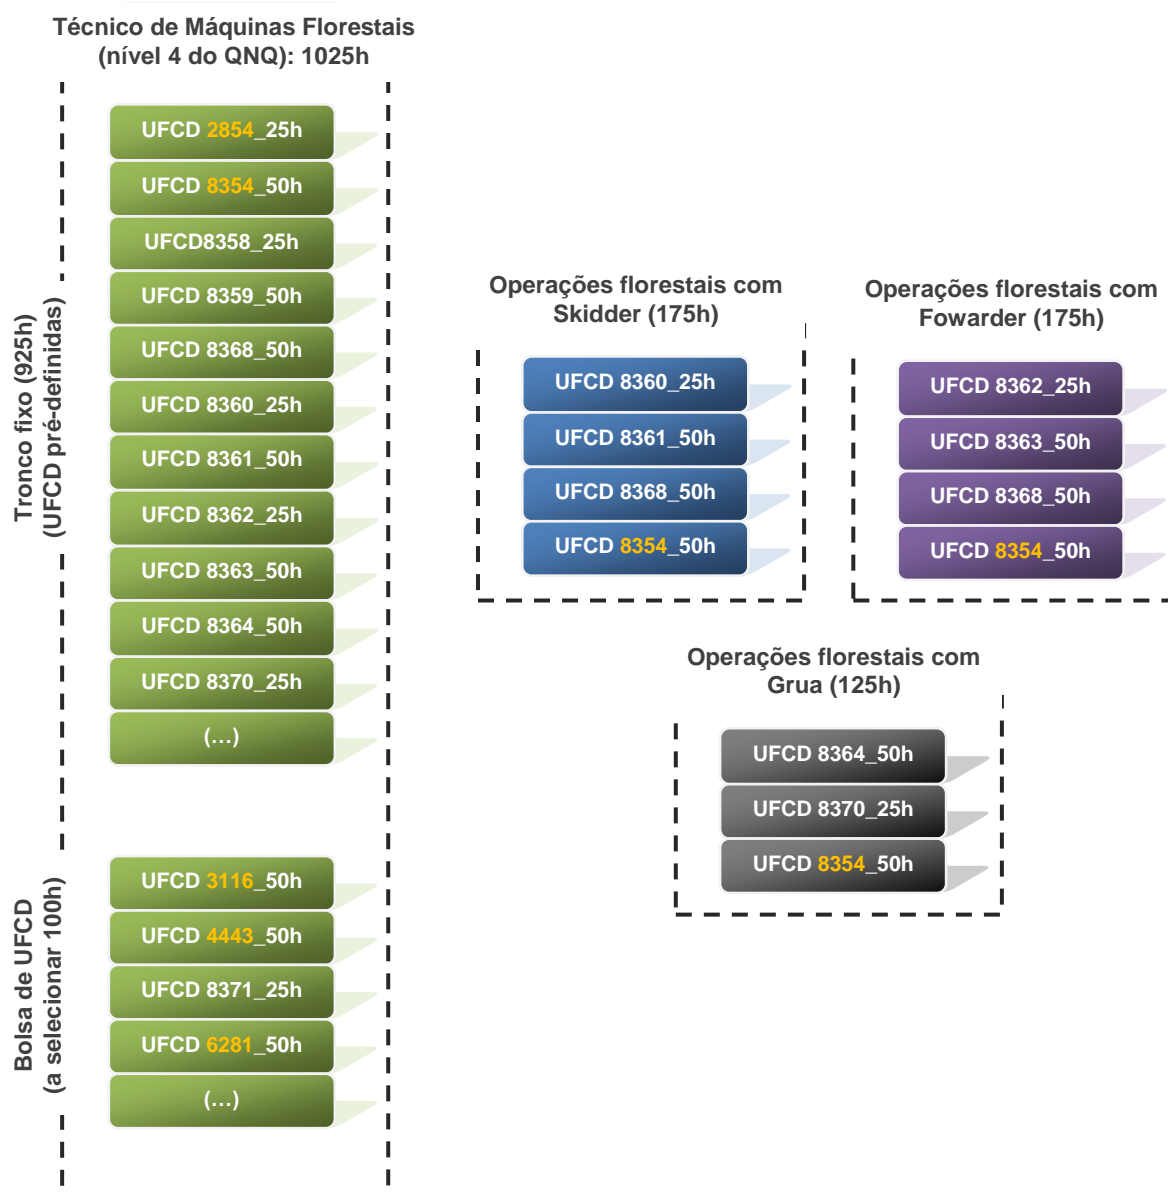 Técnico de Máquinas Florestais
(nível 4 do QNQ): 1025h
Tronco fixo (925h)
(UFCD pré-definidas)
UFCD 2854_25h
UFCD 8354_50h
UFCD8358_25h
UFCD 8359_50h
UFCD 8368_50h
UFCD 8360_25h
UFCD 8361_50h
UFCD 8362_25h
UFCD 8363_50h
UFCD 8364_50h
UFCD 8370_25h
(...)
Bolsa de UFCD
(a selecionar 100h)
UFCD 3116_50h
UFCD 4443_50h
UFCD 8371_25h
UFCD 6281_50h
(...)
Operações florestais com
Skidder (175h)
UFCD 8360_25h
UFCD 8361_50h
UFCD 8368_50h
UFCD 8354_50h
Operações florestais com
Fowarder (175h)
UFCD 8362_25h
UFCD 8363_50h
UFCD 8368_50h
UFCD 8354_50h
Operações florestais com
Grua (125h)
UFCD 8364_50h
UFCD 8370_25h
UFCD 8354_50h